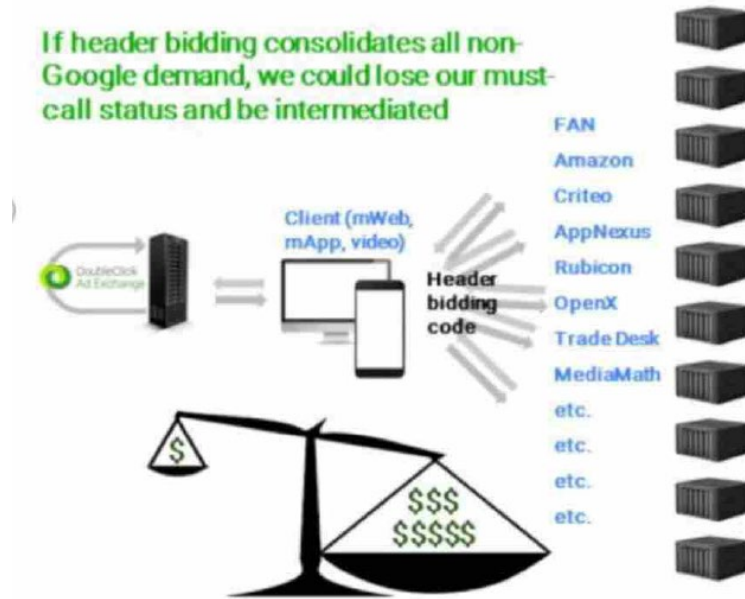 If header bidding consolidates all non-
Google demand, we could lose our must-
call status and be intermediated
FAN
Amazon
Criteo
AppNexus
Rubicon
OpenX
Trade Desk
MediaMath
etc.
etc.
etc.
etc.
Client (mWeb,
mApp, video)
DoubleClick
Ad Exchange
Header
bidding
code
$
$$$
$$$$$